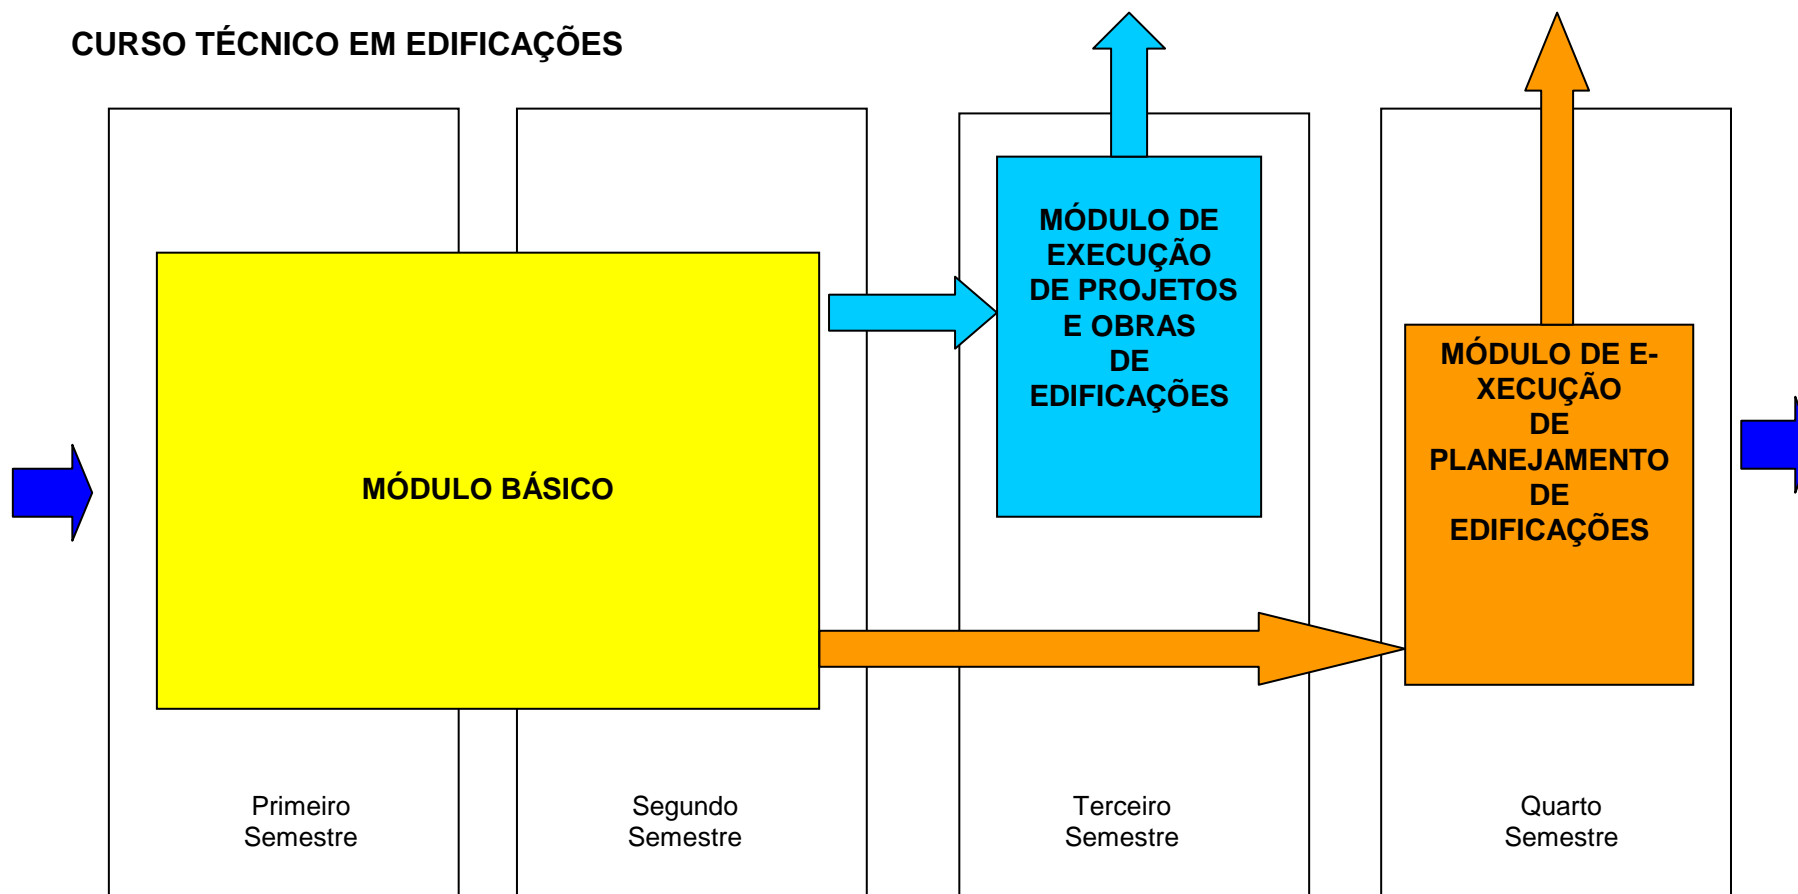 CURSO TÉCNICO EM EDIFICAÇÕES
MÓDULO BÁSICO
MÓDULO DE
EXECUÇÃO
DE PROJETOS
E OBRAS
DE
EDIFICAÇÕES
MÓDULO DE E-
XECUÇÃO
DE
PLANEJAMENTO
DE
EDIFICAÇÕES
Primeiro
Semestre
Segundo
Semestre
Terceiro
Semestre
Quarto
Semestre